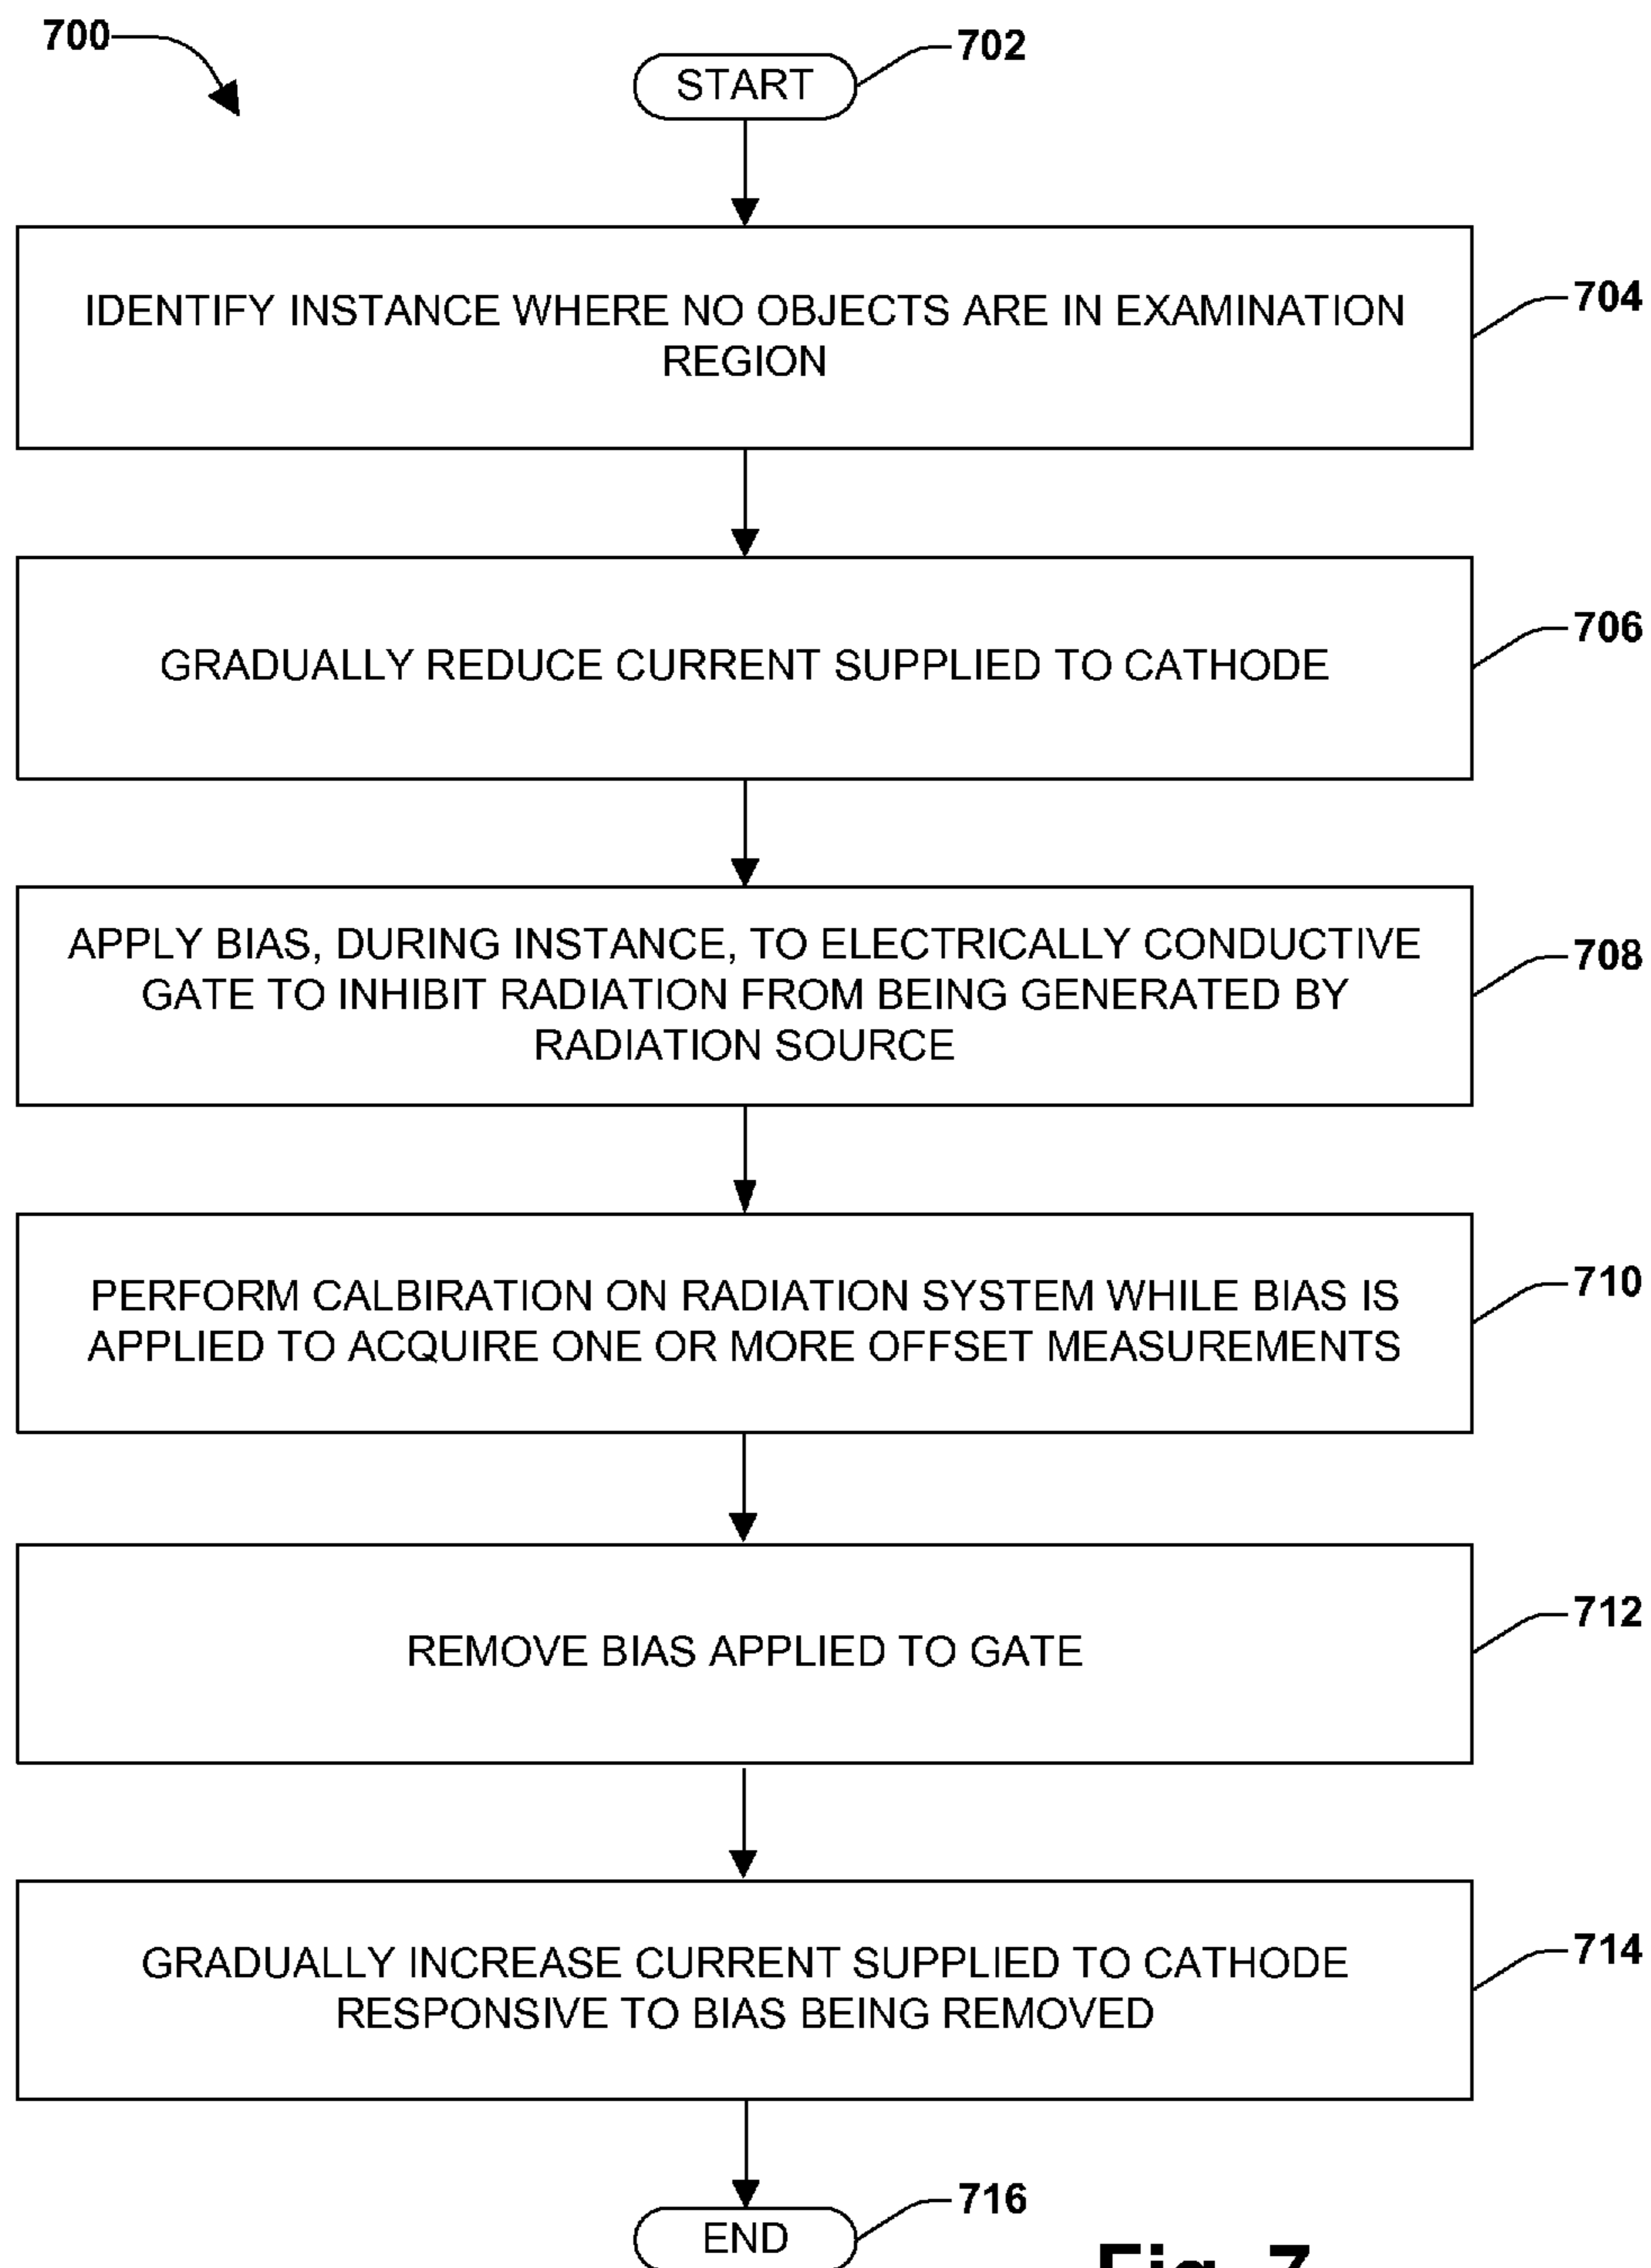 700
START
702
IDENTIFY INSTANCE WHERE NO OBJECTS ARE IN EXAMINATION
REGION
704
GRADUALLY REDUCE CURRENT SUPPLIED TO CATHODE
706
APPLY BIAS, DURING INSTANCE, TO ELECTRICALLY CONDUCTIVE
GATE TO INHIBIT RADIATION FROM BEING GENERATED BY
RADIATION SOURCE
708
PERFORM CALBIRATION ON RADIATION SYSTEM WHILE BIAS IS
APPLIED TO ACQUIRE ONE OR MORE OFFSET MEASUREMENTS
710
REMOVE BIAS APPLIED TO GATE
712
GRADUALLY INCREASE CURRENT SUPPLIED TO CATHODE
RESPONSIVE TO BIAS BEING REMOVED
714
END
716
Fig. 7